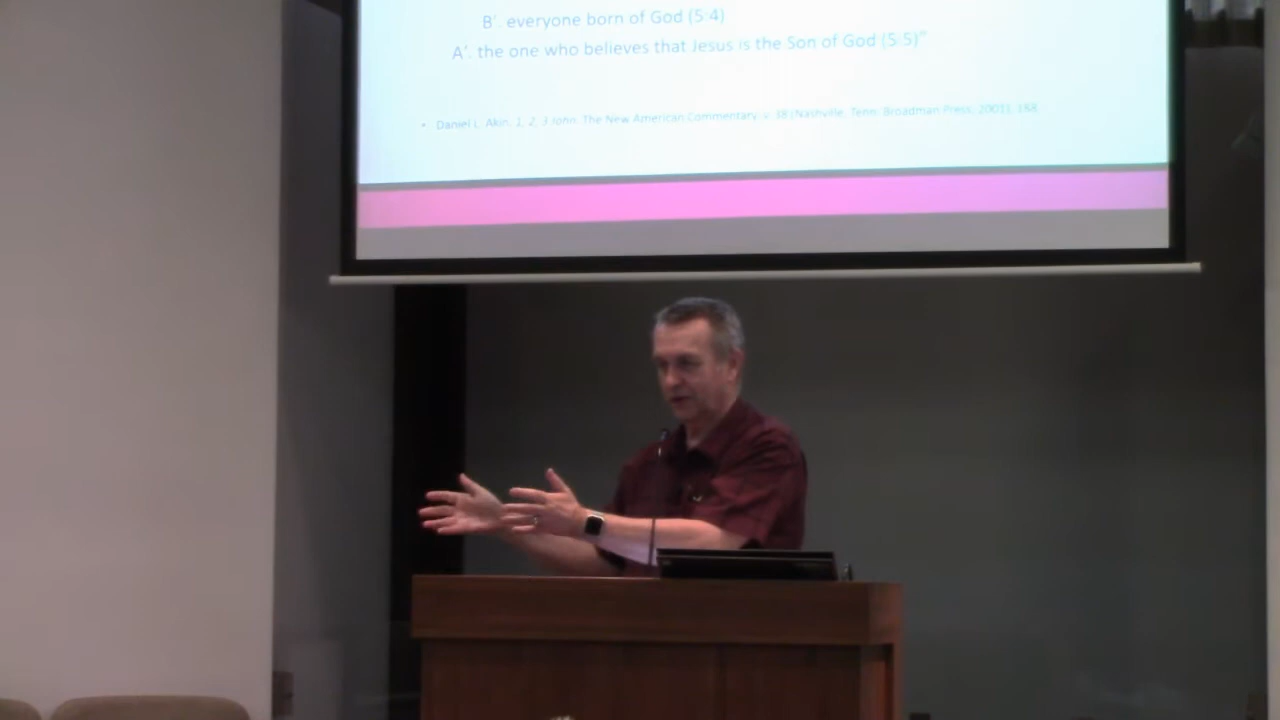 B'. everyone born of God (5:4)
A'. the one who believes that Jesus is the Son of God (5:5)"
• Daniel L. Akin, 1, 2, 3 John, The New American Commentary, v. 38 (Nashville, Tenn: Broadman Press, 2001), 188.